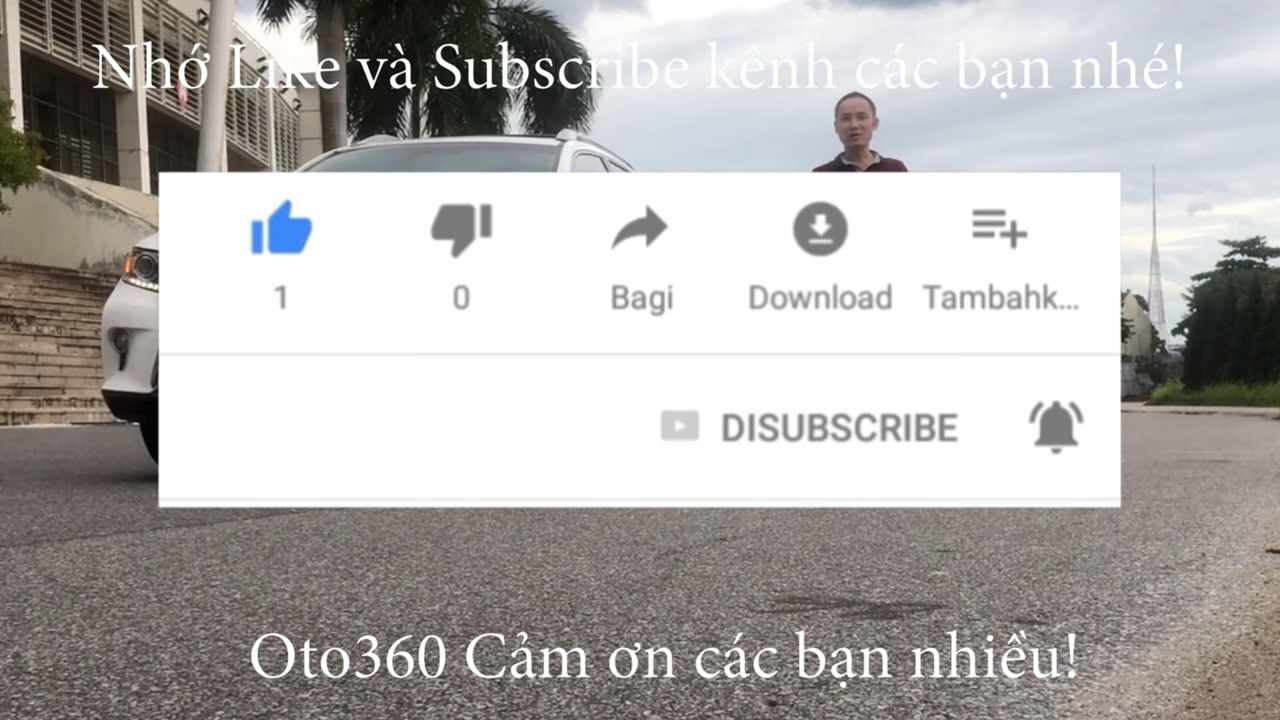 Nhớ Like và Subscribe kênh các bạn nhé!
1 0 Bagi Download Tambahk...
DISUBSCRIBE
Oto360 Cảm ơn các bạn nhiều!